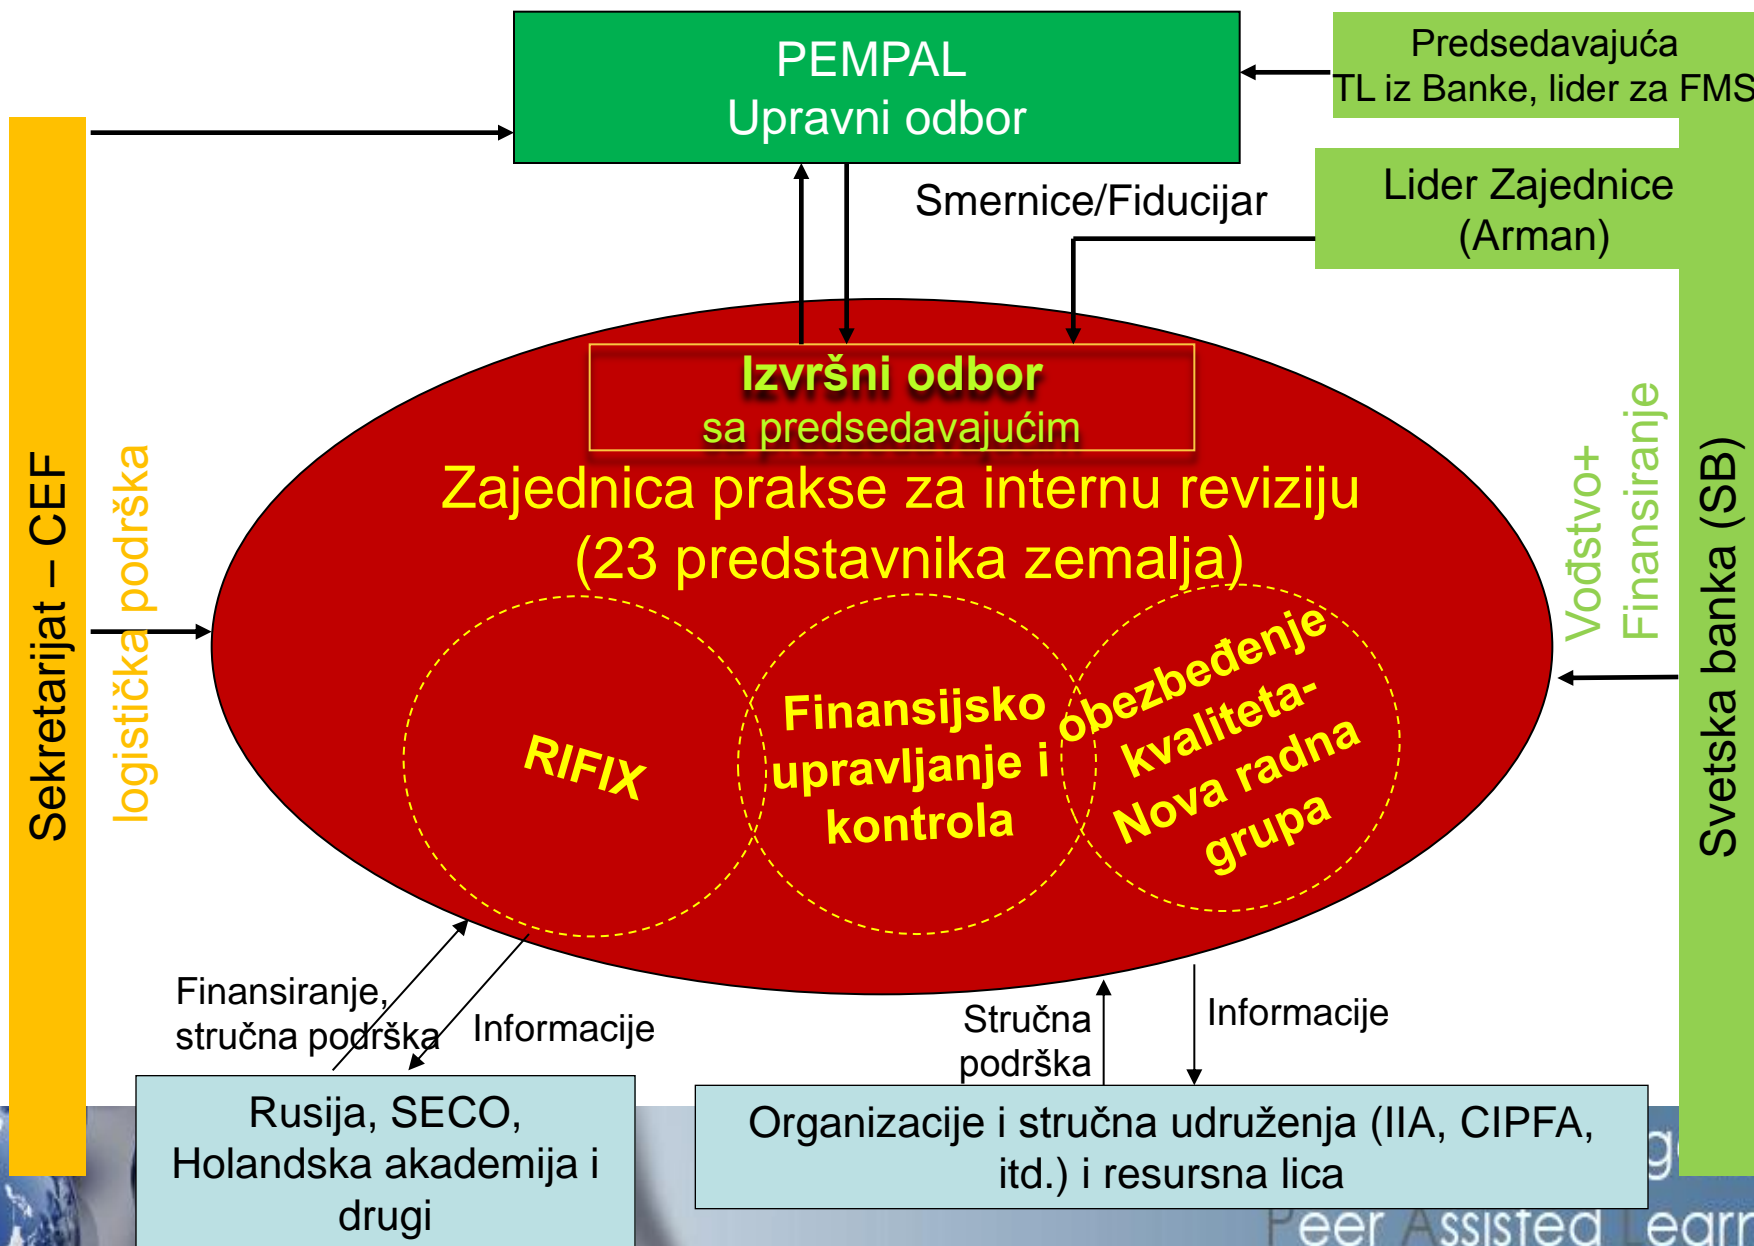 PEMPAL
Upravni odbor
Predsedavajuća
TL iz Banke, lider za FMS
Lider Zajednice
(Arman)
Smernice/Fiducijar
Izvršni odbor
sa predsedavajućim
Zajednica prakse za internu reviziju
(23 predstavnika zemalja)
RIFIX
Finansijsko
upravljanje i
kontrola
obezbeđenje
kvaliteta-
Nova radna
grupa
Sekretarijat – CEF
logistička podrška
Vođstvo+
Finansiranje
Svetska banka (SB)
Finansiranje,
stručna podrška
Informacije
Stručna
podrška
Informacije
Rusija, SECO,
Holandska akademija i
drugi
Organizacije i stručna udruženja (IIA, CIPFA,
itd.) i resursna lica
Peer Assisted Learn